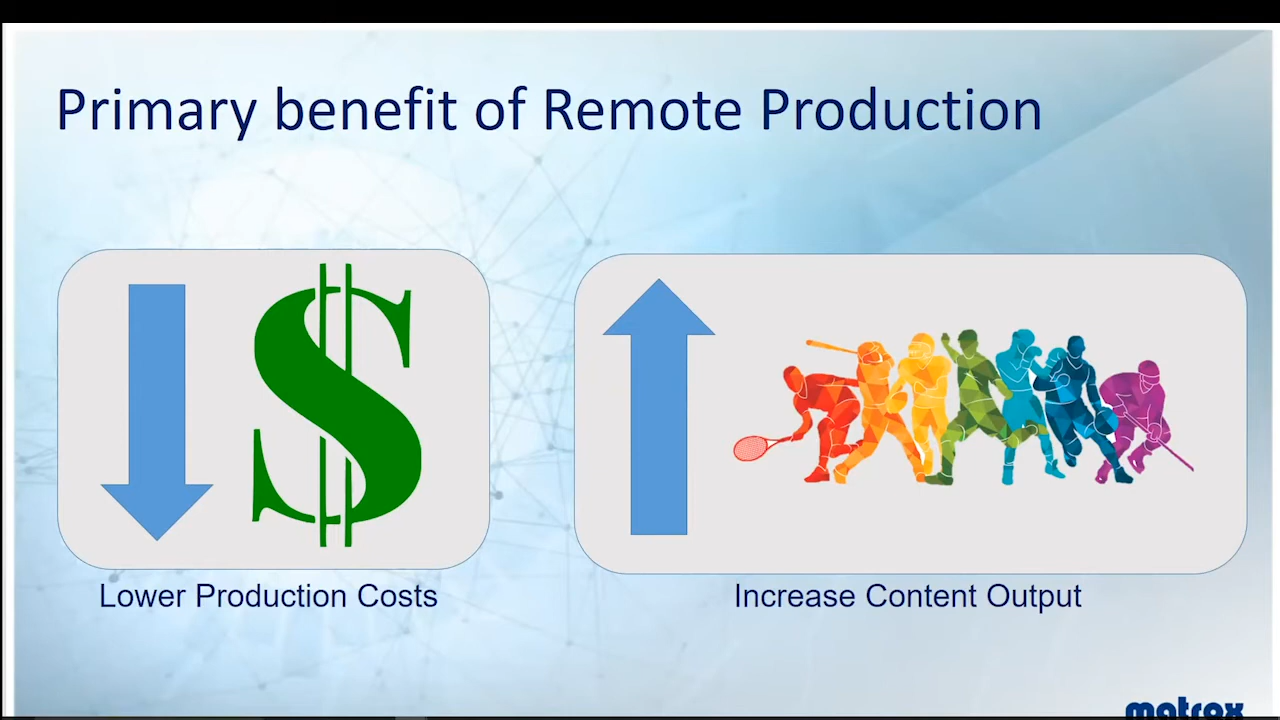 Primary benefit of Remote Production
Lower Production Costs
Increase Content Output
matrox